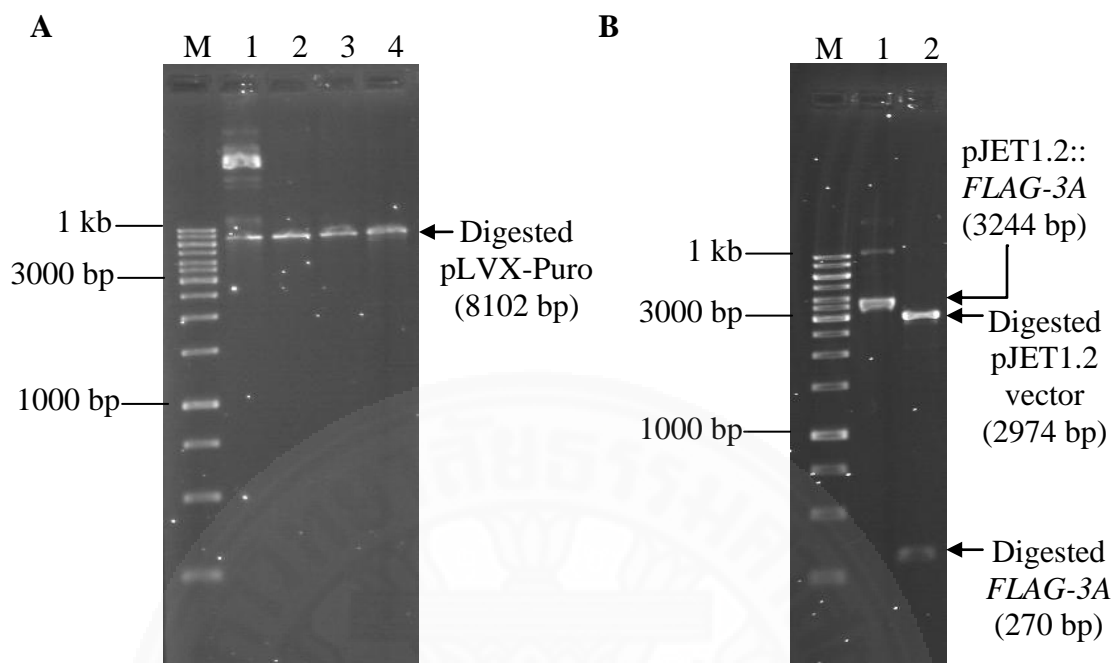 A
M 1 2 3 4
1 kb
3000 bp
1000 bp
Digested
pLVX-Puro
(8102 bp)
B
M 1 2
1 kb
3000 bp
1000 bp
pJET1.2::
FLAG-3A
(3244 bp)
Digested
pJET1.2
vector
(2974 bp)
Digested
FLAG-3A
(270 bp)